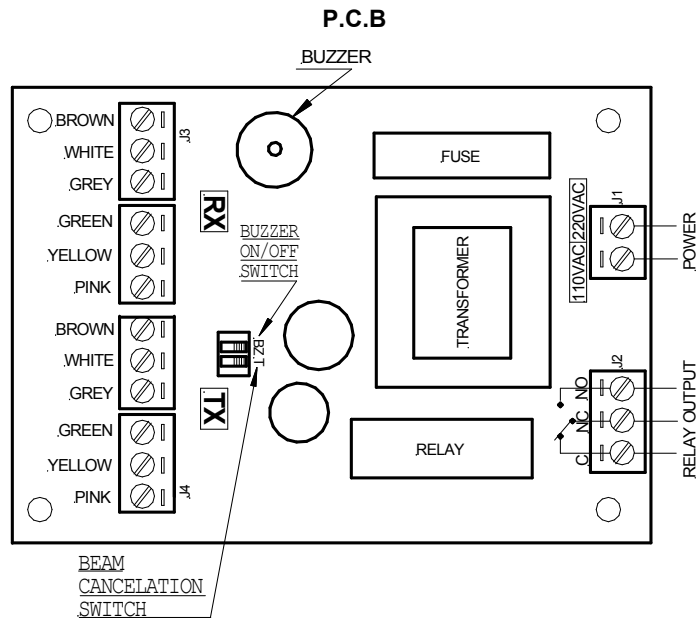 P.C.B
BUZZER
BROWN
WHITE
GREY
J3
GREEN
YELLOW
PINK
RX
BUZZER
ON/OFF
SWITCH
FUSE
TRANSFORMER
110VAC 220VAC
J1
POWER
BROWN
WHITE
GREY
BZ.T
TX
GREEN
YELLOW
PINK
J4
RELAY
J2
NO
NC
C
RELAY OUTPUT
BEAM
CANCELATION
SWITCH